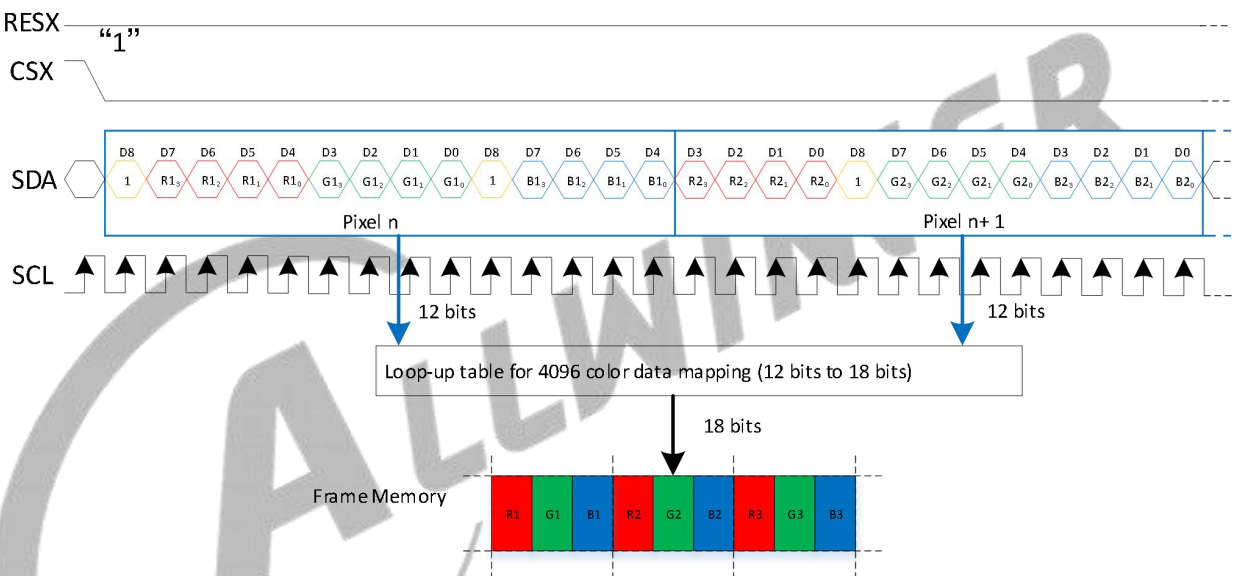 RESX
“1”
CSX
D8 D7 D6 D5 D4 D3 D2 D1 D0 D8 D7 D6 D5 D4 D3 D2 D1 D0 D8 D7 D6 D5 D4 D3 D2 D1 D0
SDA 1 R1₃ R1₂ R1₁ R1₀ G1₃ G1₂ G1₁ G1₀ 1 B1₃ B1₂ B1₁ B1₀ R2₃ R2₂ R2₁ R2₀ 1 G2₃ G2₂ G2₁ G2₀ B2₃ B2₂ B2₁ B2₀
Pixel n Pixel n+ 1
SCL
12 bits 12 bits
Loop-up table for 4096 color data mapping (12 bits to 18 bits)
18 bits
Frame Memory
R1 G1 B1 R2 G2 B2 R3 G3 B3
ALLWINNER